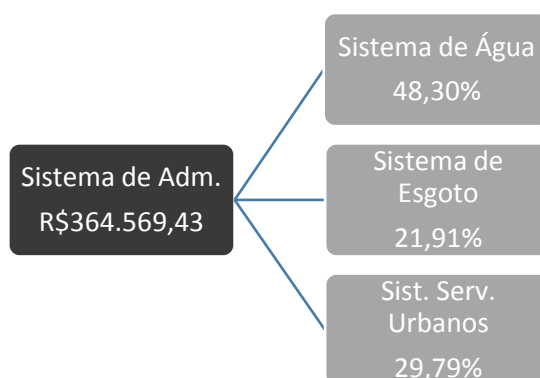 Sistema de Água
48,30%
Sistema de Adm.
R$364.569,43
Sistema de
Esgoto
21,91%
Sist. Serv.
Urbanos
29,79%